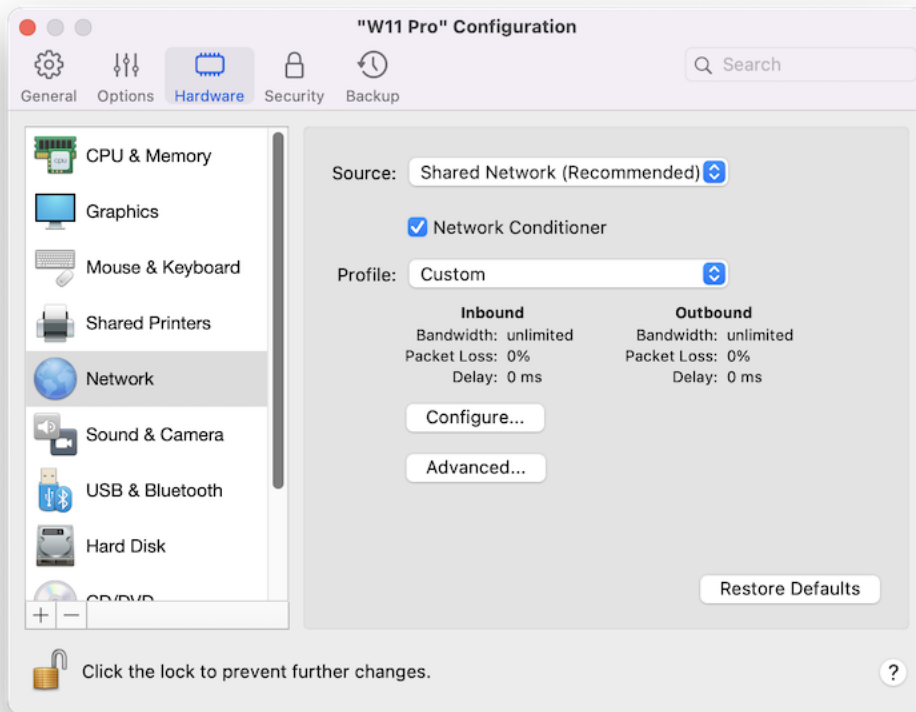 "W11 Pro" Configuration
General
Options
Hardware
Security
Backup
Search
CPU & Memory
Graphics
Mouse & Keyboard
Shared Printers
Network
Sound & Camera
USB & Bluetooth
Hard Disk
CD/DVD
Source: Shared Network (Recommended)
Network Conditioner
Profile: Custom
Inbound
Bandwidth: unlimited
Packet Loss: 0%
Delay: 0 ms
Outbound
Bandwidth: unlimited
Packet Loss: 0%
Delay: 0 ms
Configure...
Advanced...
Restore Defaults
Click the lock to prevent further changes.
?